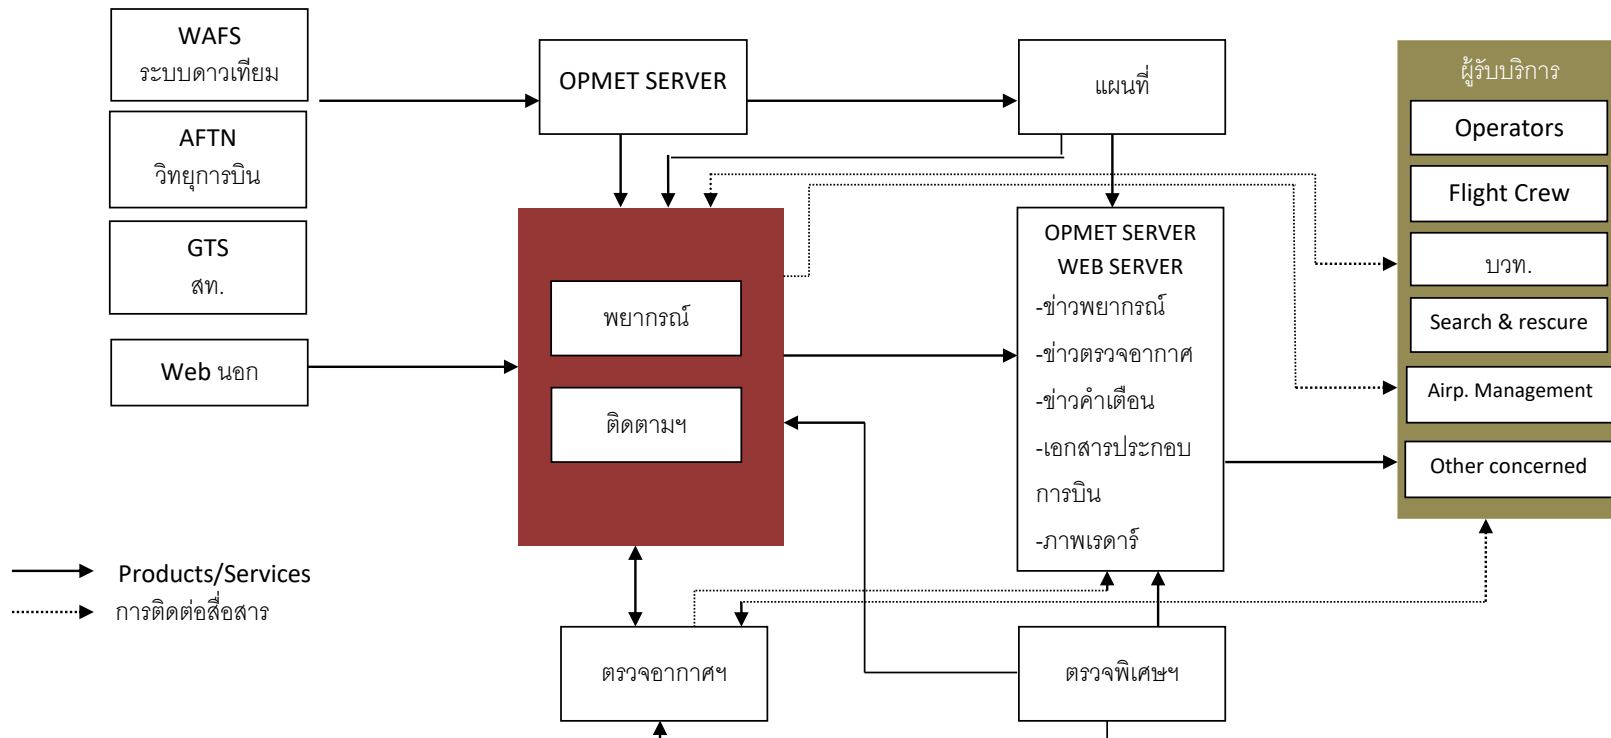 WAFS
ระบบดาวเทียม
AFTN
วิทยุการบิน
GTS
สท.
Web นอก
OPMET SERVER
แผนที่
พยากรณ์
ติดตามฯ
OPMET SERVER
WEB SERVER
-ข่าวพยากรณ์
-ข่าวตรวจอากาศ
-ข่าวคำเตือน
-เอกสารประกอบ
การบิน
-ภาพเรดาร์
ผู้รับบริการ
Operators
Flight Crew
บวท.
Search & rescure
Airp. Management
Other concerned
Products/Services
การติดต่อสื่อสาร
ตรวจอากาศฯ
ตรวจพิเศษฯ